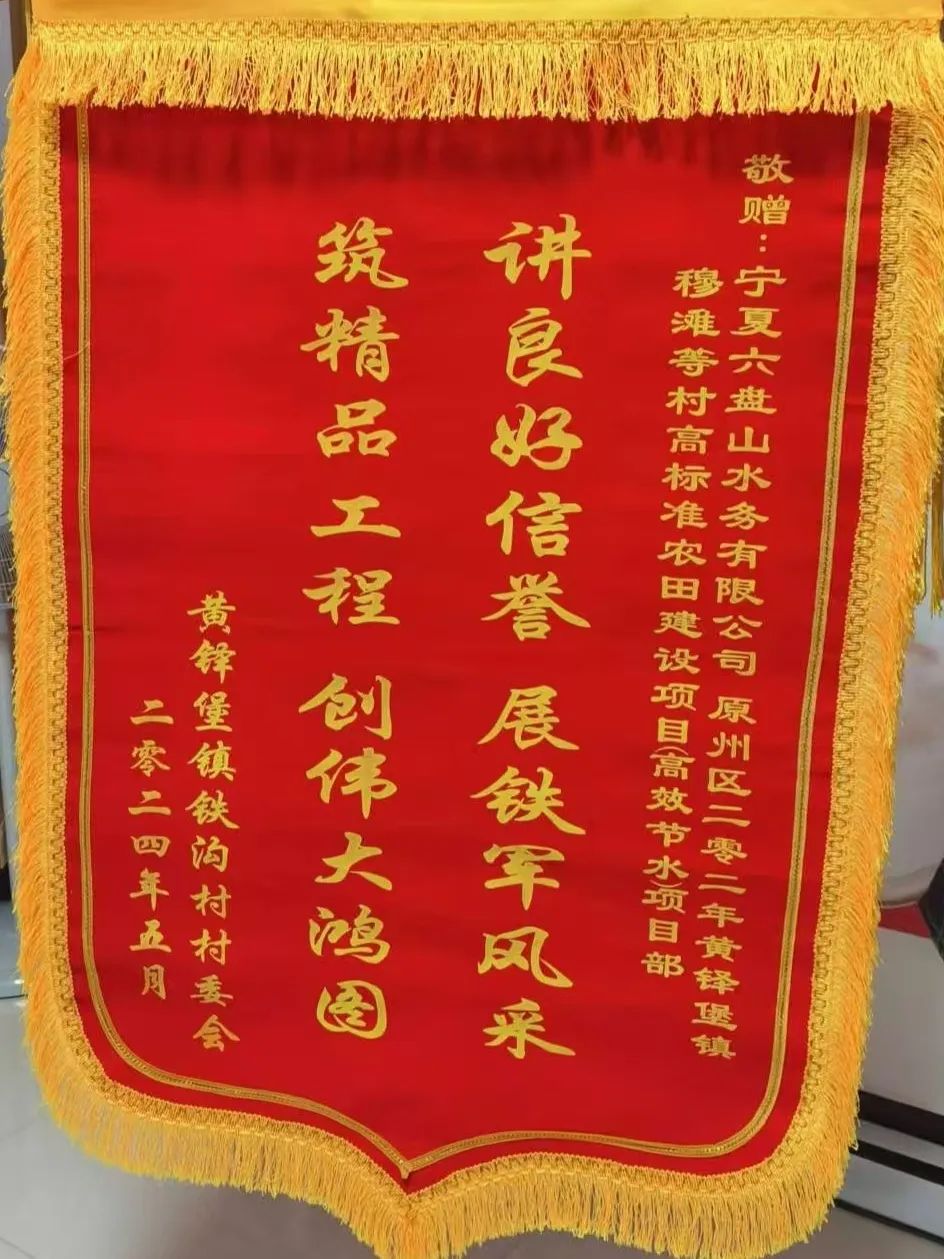 敬赠：宁夏六盘山水务有限公司 原州区二零二二年黄铎堡镇
穆滩等村高标准农田建设项目(高效节水)项目部
讲良好信誉 展铁军风采
筑精品工程 创伟大鸿图
黄铎堡镇铁沟村村委会
二零二四年五月